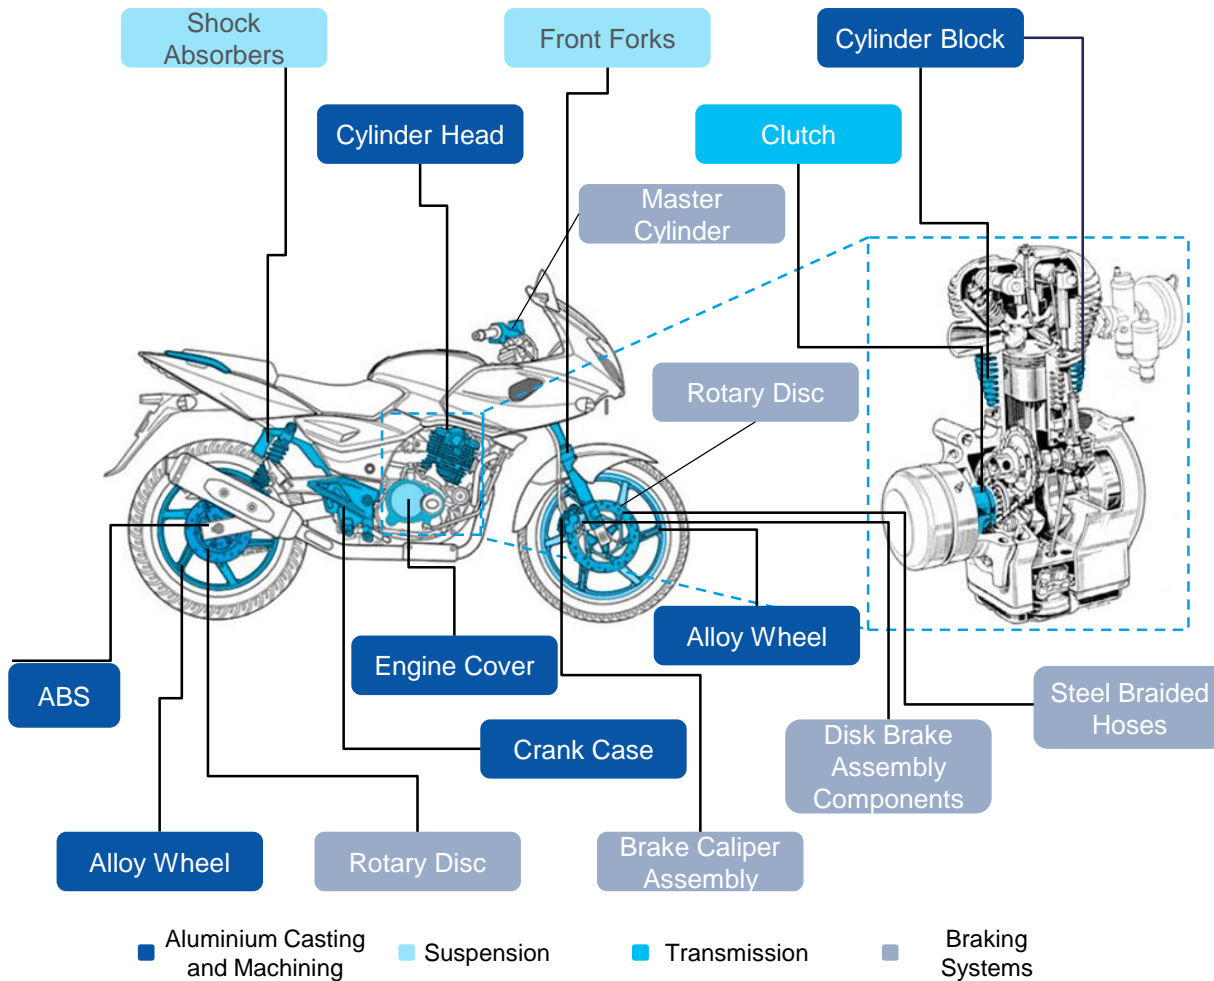 Shock
Absorbers
Front Forks
Cylinder Block
Cylinder Head
Clutch
Master
Cylinder
Rotary Disc
Alloy Wheel
Engine Cover
ABS
Steel Braided
Hoses
Crank Case
Disk Brake
Assembly
Components
Alloy Wheel
Rotary Disc
Brake Caliper
Assembly
Aluminium Casting
and Machining
Suspension
Transmission
Braking
Systems